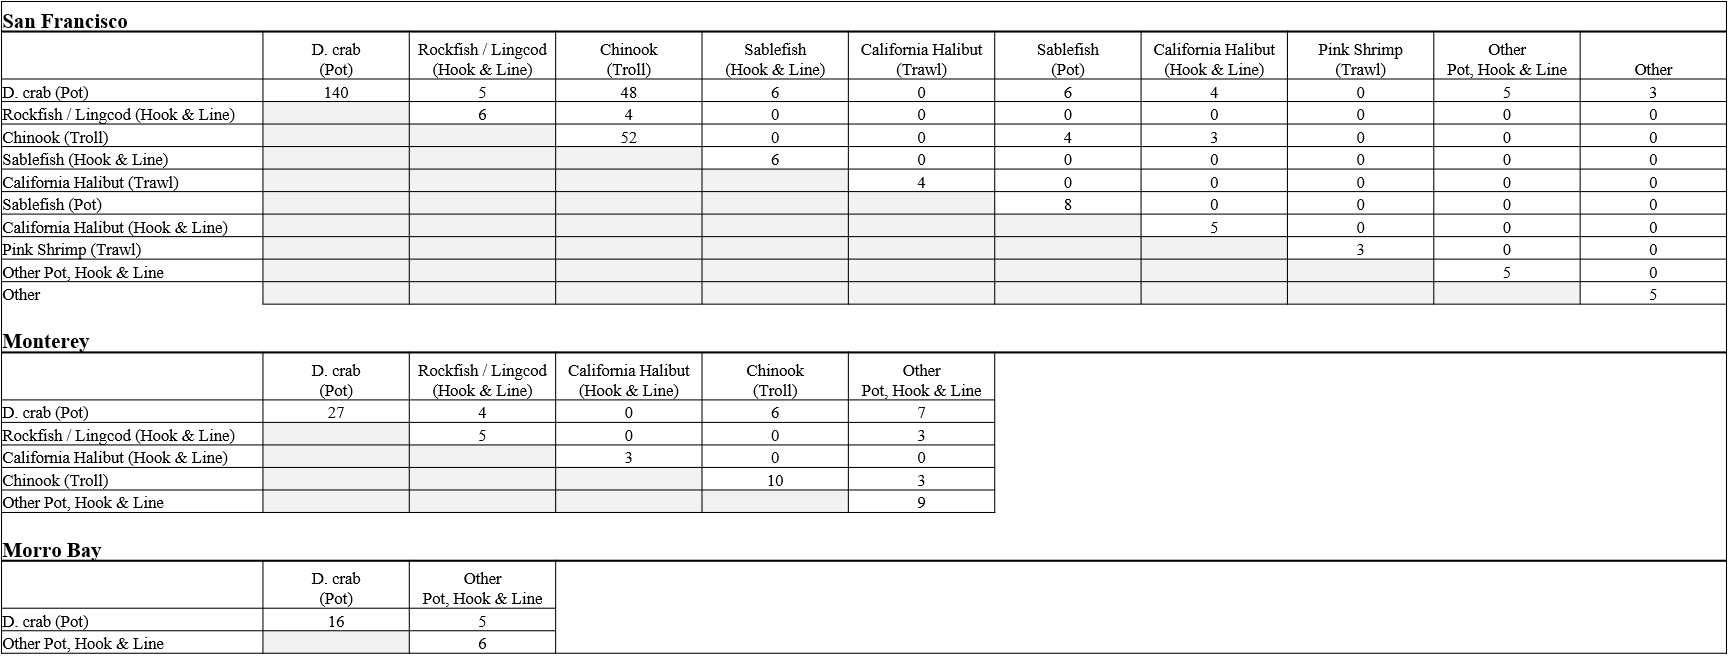 San Francisco
D. crab (Pot) Rockfish / Lingcod (Hook & Line) Chinook (Troll) Sablefish (Hook & Line) California Halibut (Trawl) Sablefish (Pot) California Halibut (Hook & Line) Pink Shrimp (Trawl) Other Pot, Hook & Line Other
D. crab (Pot) 140 5 48 6 0 6 4 0 5 3
Rockfish / Lingcod (Hook & Line) 6 4 0 0 0 0 0 0 0
Chinook (Troll) 52 0 0 4 3 0 0 0
Sablefish (Hook & Line) 6 0 0 0 0 0 0
California Halibut (Trawl) 4 0 0 0 0 0
Sablefish (Pot) 8 0 0 0 0
California Halibut (Hook & Line) 5 0 0 0
Pink Shrimp (Trawl) 3 0 0
Other Pot, Hook & Line 5 0
Other 5
Monterey
D. crab (Pot) Rockfish / Lingcod (Hook & Line) California Halibut (Hook & Line) Chinook (Troll) Other Pot, Hook & Line
D. crab (Pot) 27 4 0 6 7
Rockfish / Lingcod (Hook & Line) 5 0 0 3
California Halibut (Hook & Line) 3 0 0
Chinook (Troll) 10 3
Other Pot, Hook & Line 9
Morro Bay
D. crab (Pot) Other Pot, Hook & Line
D. crab (Pot) 16 5
Other Pot, Hook & Line 6